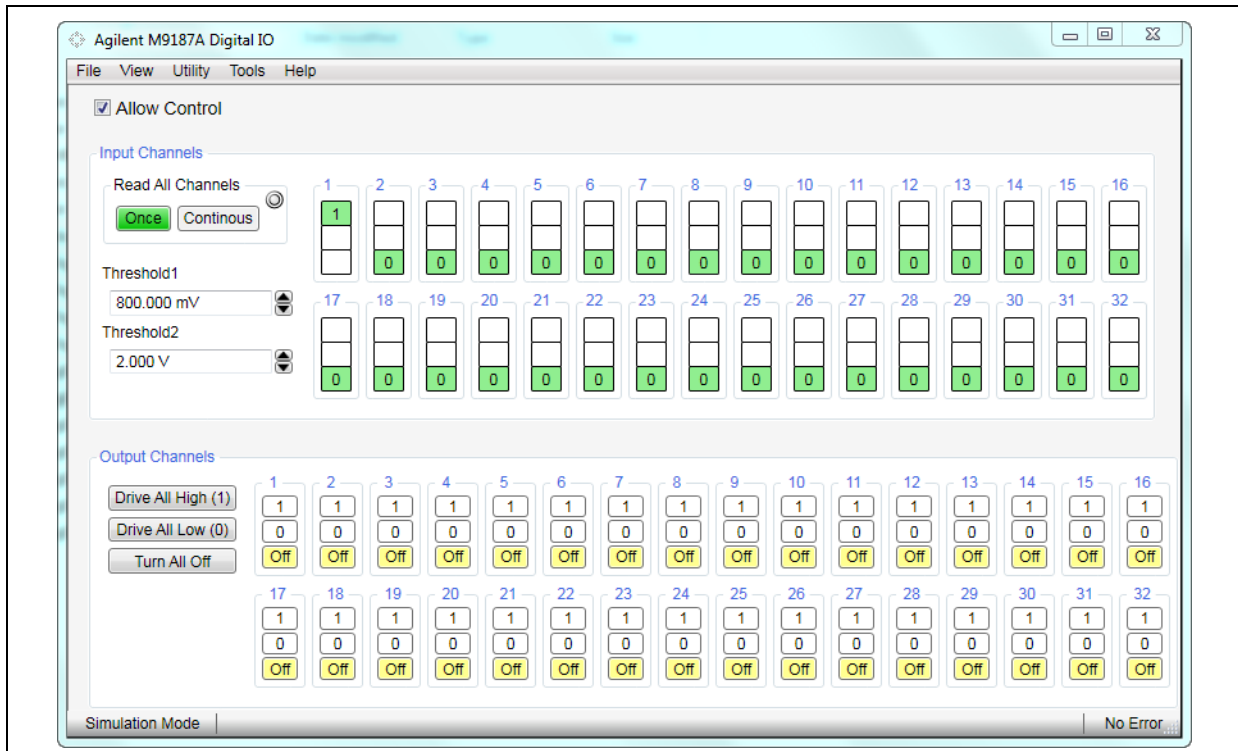 Agilent M9187A Digital IO
File View Utility Tools Help
Allow Control
Input Channels
Read All Channels
Once Continous
Threshold1
800.000 mV
Threshold2
2.000 V
1 2 3 4 5 6 7 8 9 10 11 12 13 14 15 16
1
0 0 0 0 0 0 0 0 0 0 0 0 0 0 0
17 18 19 20 21 22 23 24 25 26 27 28 29 30 31 32
0 0 0 0 0 0 0 0 0 0 0 0 0 0 0 0
Output Channels
Drive All High (1)
Drive All Low (0)
Turn All Off
1 2 3 4 5 6 7 8 9 10 11 12 13 14 15 16
1 1 1 1 1 1 1 1 1 1 1 1 1 1 1 1
0 0 0 0 0 0 0 0 0 0 0 0 0 0 0 0
Off Off Off Off Off Off Off Off Off Off Off Off Off Off Off Off
17 18 19 20 21 22 23 24 25 26 27 28 29 30 31 32
1 1 1 1 1 1 1 1 1 1 1 1 1 1 1 1
0 0 0 0 0 0 0 0 0 0 0 0 0 0 0 0
Off Off Off Off Off Off Off Off Off Off Off Off Off Off Off Off
Simulation Mode
No Error